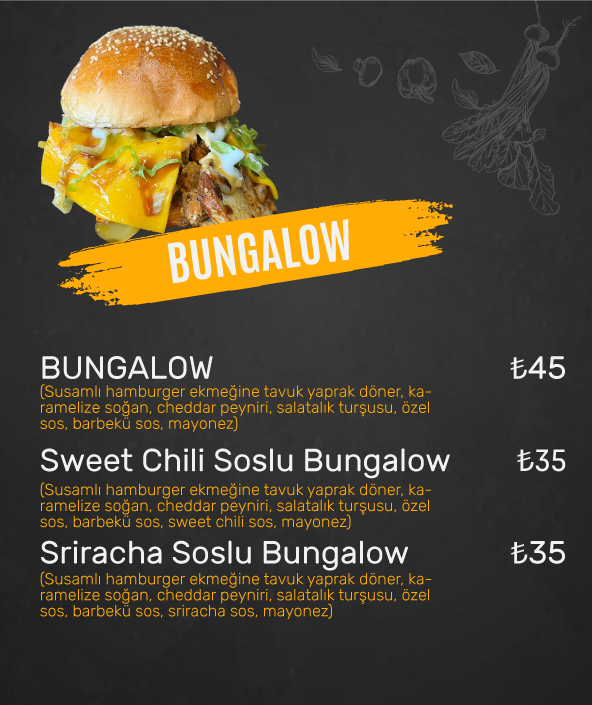 BUNGALOW
BUNGALOW ₺45
(Susamlı hamburger ekmeğine tavuk yaprak döner, ka-
ramelize soğan, cheddar peyniri, salatalık turşusu, özel
sos, barbekü sos, mayonez)
Sweet Chili Soslu Bungalow ₺35
(Susamlı hamburger ekmeğine tavuk yaprak döner, ka-
ramelize soğan, cheddar peyniri, salatalık turşusu, özel
sos, barbekü sos, sweet chili sos, mayonez)
Sriracha Soslu Bungalow ₺35
(Susamlı hamburger ekmeğine tavuk yaprak döner, ka-
ramelize soğan, cheddar peyniri, salatalık turşusu, özel
sos, barbekü sos, sriracha sos, mayonez)